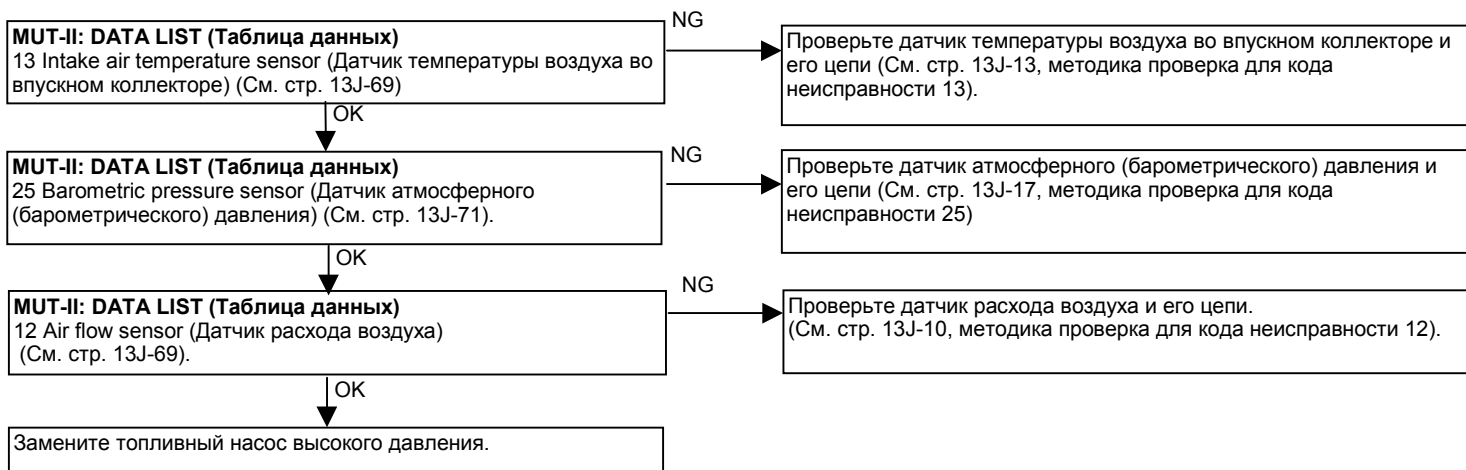 MUT-II: DATA LIST (Таблица данных)
13 Intake air temperature sensor (Датчик температуры воздуха во
впускном коллекторе) (См. стр. 13J-69)
NG
Проверьте датчик температуры воздуха во впускном коллекторе и
его цепи (См. стр. 13J-13, методика проверка для кода
неисправности 13).
OK
MUT-II: DATA LIST (Таблица данных)
25 Barometric pressure sensor (Датчик атмосферного
(барометрического) давления) (См. стр. 13J-71).
NG
Проверьте датчик атмосферного (барометрического) давления и
его цепи (См. стр. 13J-17, методика проверка для кода
неисправности 25)
OK
MUT-II: DATA LIST (Таблица данных)
12 Air flow sensor (Датчик расхода воздуха)
(См. стр. 13J-69).
NG
Проверьте датчик расхода воздуха и его цепи.
(См. стр. 13J-10, методика проверка для кода неисправности 12).
OK
Замените топливный насос высокого давления.